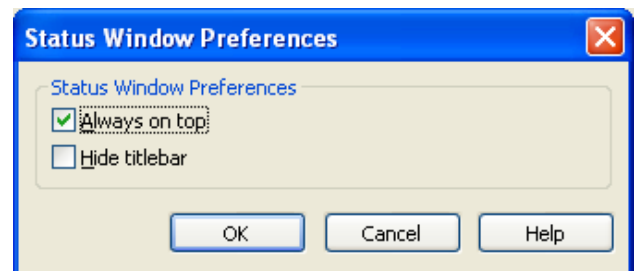 Status Window Preferences
Status Window Preferences
Always on top
Hide titlebar
OK Cancel Help